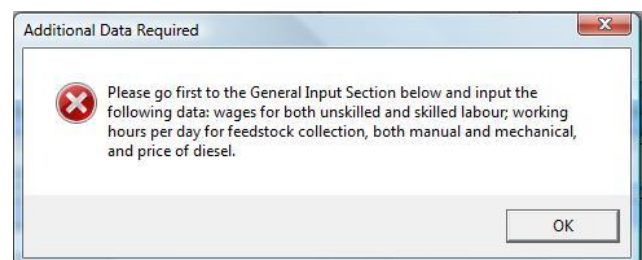 Additional Data Required
Please go first to the General Input Section below and input the
following data: wages for both unskilled and skilled labour; working
hours per day for feedstock collection, both manual and mechanical,
and price of diesel.
OK